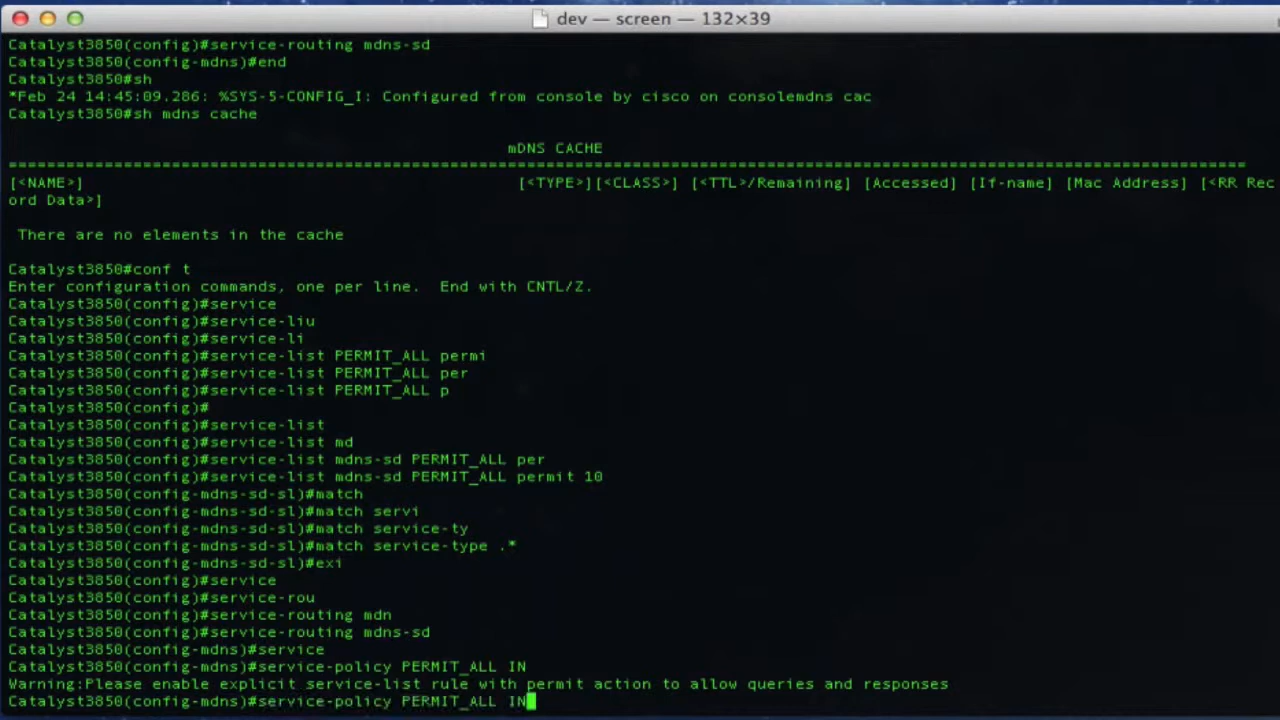 dev — screen — 132×39
Catalyst3850(config)#service-routing mdns-sd
Catalyst3850(config-mdns)#end
Catalyst3850#sh
*Feb 24 14:45:09.286: %SYS-5-CONFIG_I: Configured from console by cisco on consolemdns cac
Catalyst3850#sh mdns cache
mDNS CACHE
=================================================================================================================================
[<NAME>] [<TYPE>][<CLASS>] [<TTL>/Remaining] [Accessed] [If-name] [Mac Address] [<RR Rec
ord Data>]
There are no elements in the cache
Catalyst3850#conf t
Enter configuration commands, one per line.  End with CNTL/Z.
Catalyst3850(config)#service
Catalyst3850(config)#service-liu
Catalyst3850(config)#service-li
Catalyst3850(config)#service-list PERMIT_ALL permi
Catalyst3850(config)#service-list PERMIT_ALL per
Catalyst3850(config)#service-list PERMIT_ALL p
Catalyst3850(config)#
Catalyst3850(config)#service-list
Catalyst3850(config)#service-list md
Catalyst3850(config)#service-list mdns-sd PERMIT_ALL per
Catalyst3850(config)#service-list mdns-sd PERMIT_ALL permit 10
Catalyst3850(config-mdns-sd-sl)#match
Catalyst3850(config-mdns-sd-sl)#match servi
Catalyst3850(config-mdns-sd-sl)#match service-ty
Catalyst3850(config-mdns-sd-sl)#match service-type .*
Catalyst3850(config-mdns-sd-sl)#exi
Catalyst3850(config)#service
Catalyst3850(config)#service-rou
Catalyst3850(config)#service-routing mdn
Catalyst3850(config)#service-routing mdns-sd
Catalyst3850(config-mdns)#service
Catalyst3850(config-mdns)#service-policy PERMIT_ALL IN
Warning:Please enable explicit service-list rule with permit action to allow queries and responses
Catalyst3850(config-mdns)#service-policy PERMIT_ALL IN